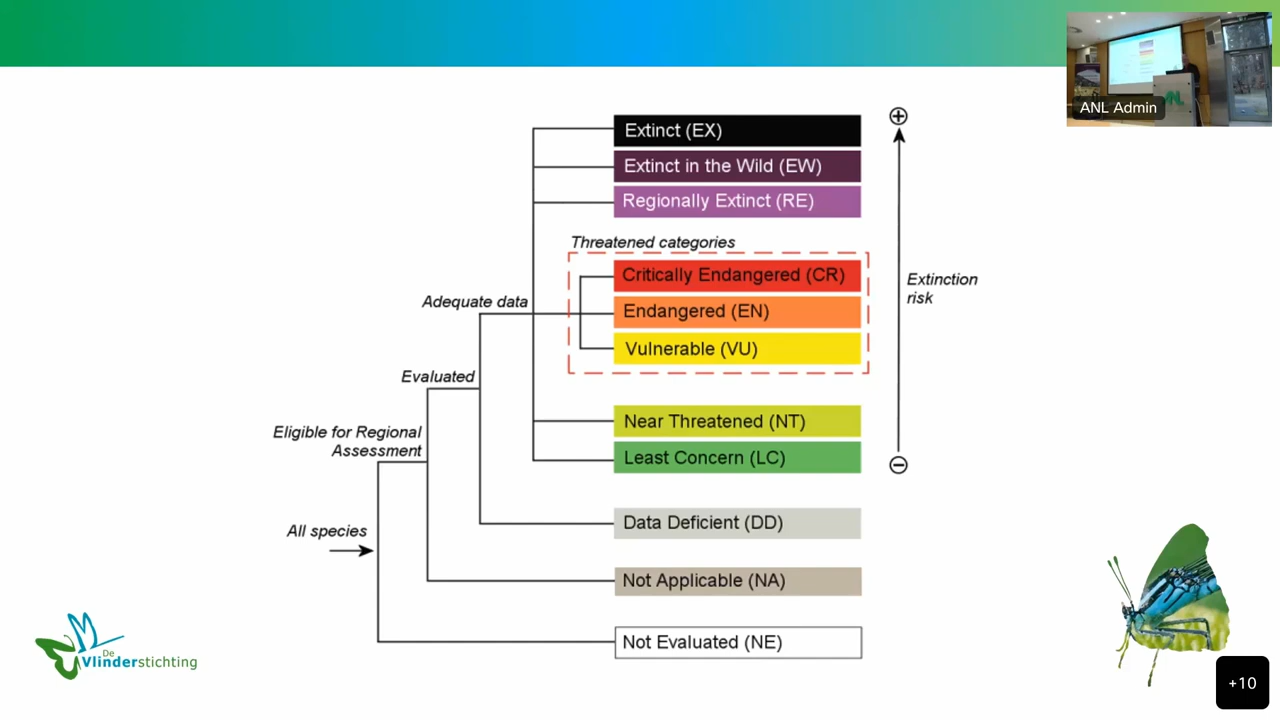 ANL Admin
Extinct (EX)
Extinct in the Wild (EW)
Regionally Extinct (RE)
Threatened categories
Critically Endangered (CR)
Endangered (EN)
Vulnerable (VU)
Extinction
risk
Adequate data
Evaluated
Near Threatened (NT)
Eligible for Regional
Assessment
Least Concern (LC)
All species
Data Deficient (DD)
Not Applicable (NA)
Not Evaluated (NE)
De
Vlinderstichting
+10